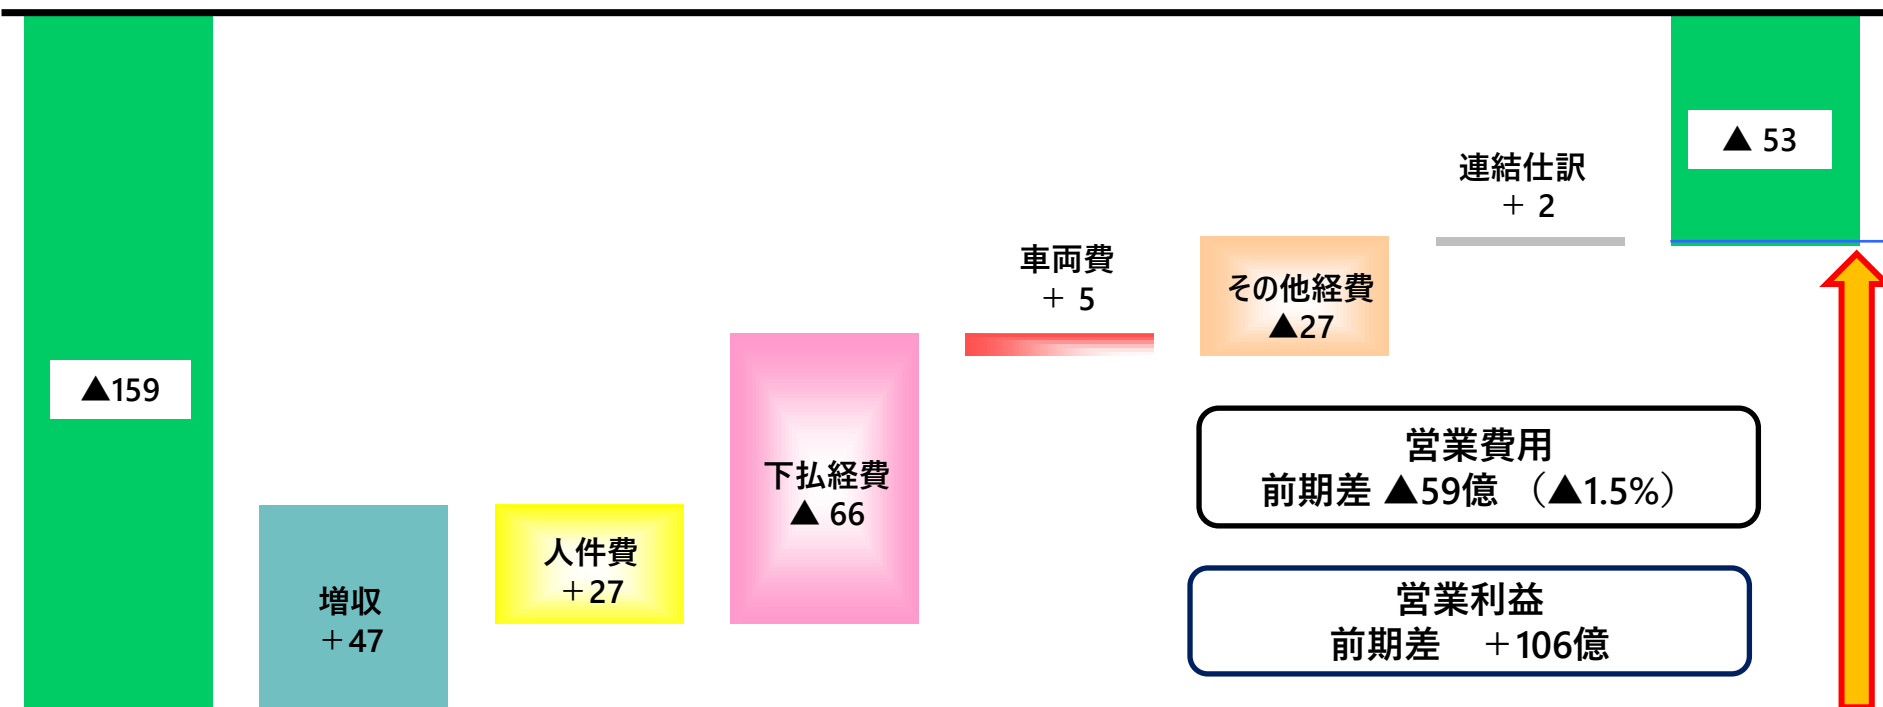 ▲159
増収
＋47
人件費
＋27
下払経費
▲ 66
車両費
＋ 5
その他経費
▲27
連結仕訳
＋ 2
▲ 53
営業費用
前期差 ▲59億 （▲1.5%）
営業利益
前期差　＋106億